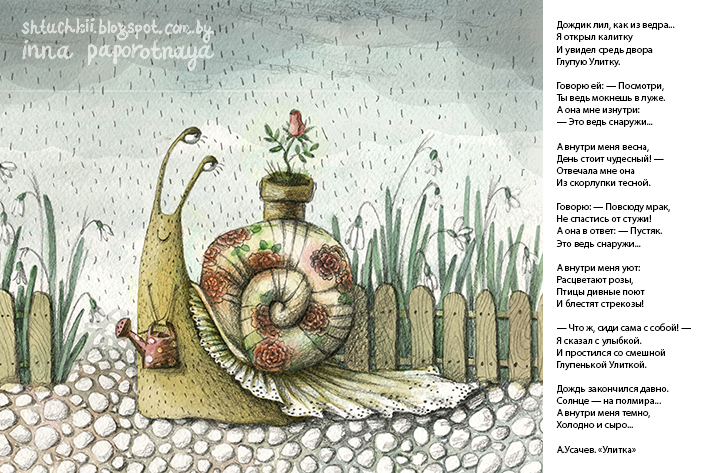 shtuchkii.blogspot.com.by
inna paporotnaya
Дождик лил, как из ведра...
Я открыл калитку
И увидел средь двора
Глупую Улитку.
Говорю ей: — Посмотри,
Ты ведь мокнешь в луже.
А она мне изнутри:
— Это ведь снаружи...
А внутри меня весна,
День стоит чудесный! —
Отвечала мне она
Из скорлупки тесной.
Говорю: — Повсюду мрак,
Не спастись от стужи!
А она в ответ: — Пустяк.
Это ведь снаружи...
А внутри меня уют:
Расцветают розы,
Птицы дивные поют
И блестят стрекозы!
— Что ж, сиди сама с собой! —
Я сказал с улыбкой.
И простился со смешной
Глупенькой Улиткой.
Дождь закончился давно.
Солнце — на полмира...
А внутри меня темно,
Холодно и сыро...
А.Усачев. «Улитка»